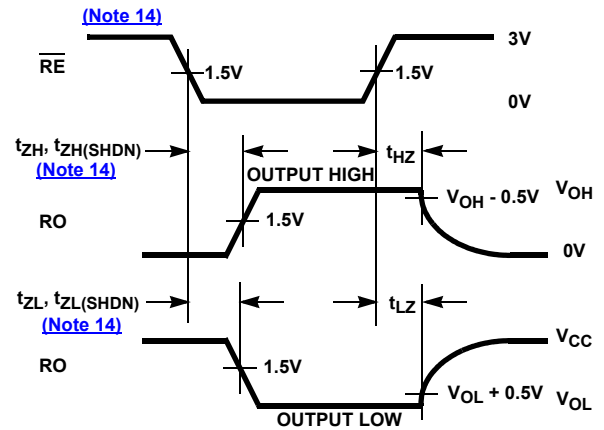 (Note 14)
3V
RE
1.5V
1.5V
0V
tZH, tZH(SHDN)
(Note 14)
tHZ
OUTPUT HIGH
VOH - 0.5V
VOH
RO
1.5V
0V
tZL, tZL(SHDN)
(Note 14)
tLZ
VCC
RO
1.5V
VOL + 0.5V
VOL
OUTPUT LOW